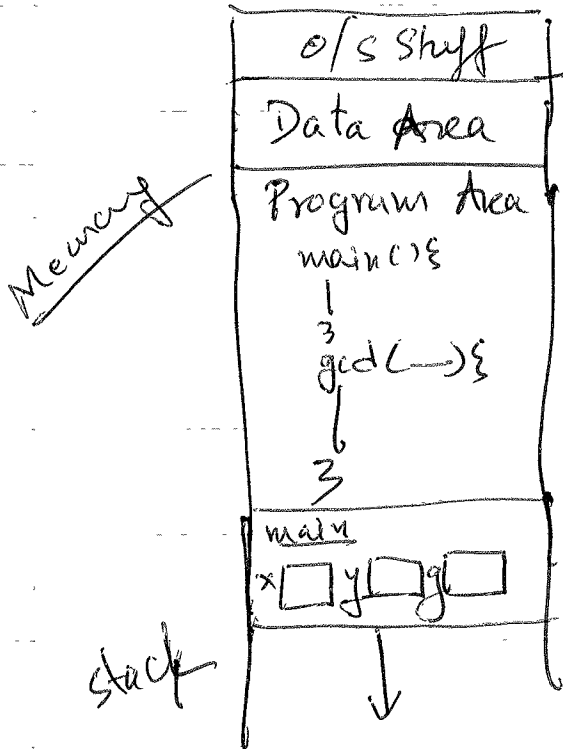 O/S Stuff
Data Area
Memory
Program Area
main() {
}
gcd(—) {
}
main
x y g
stack